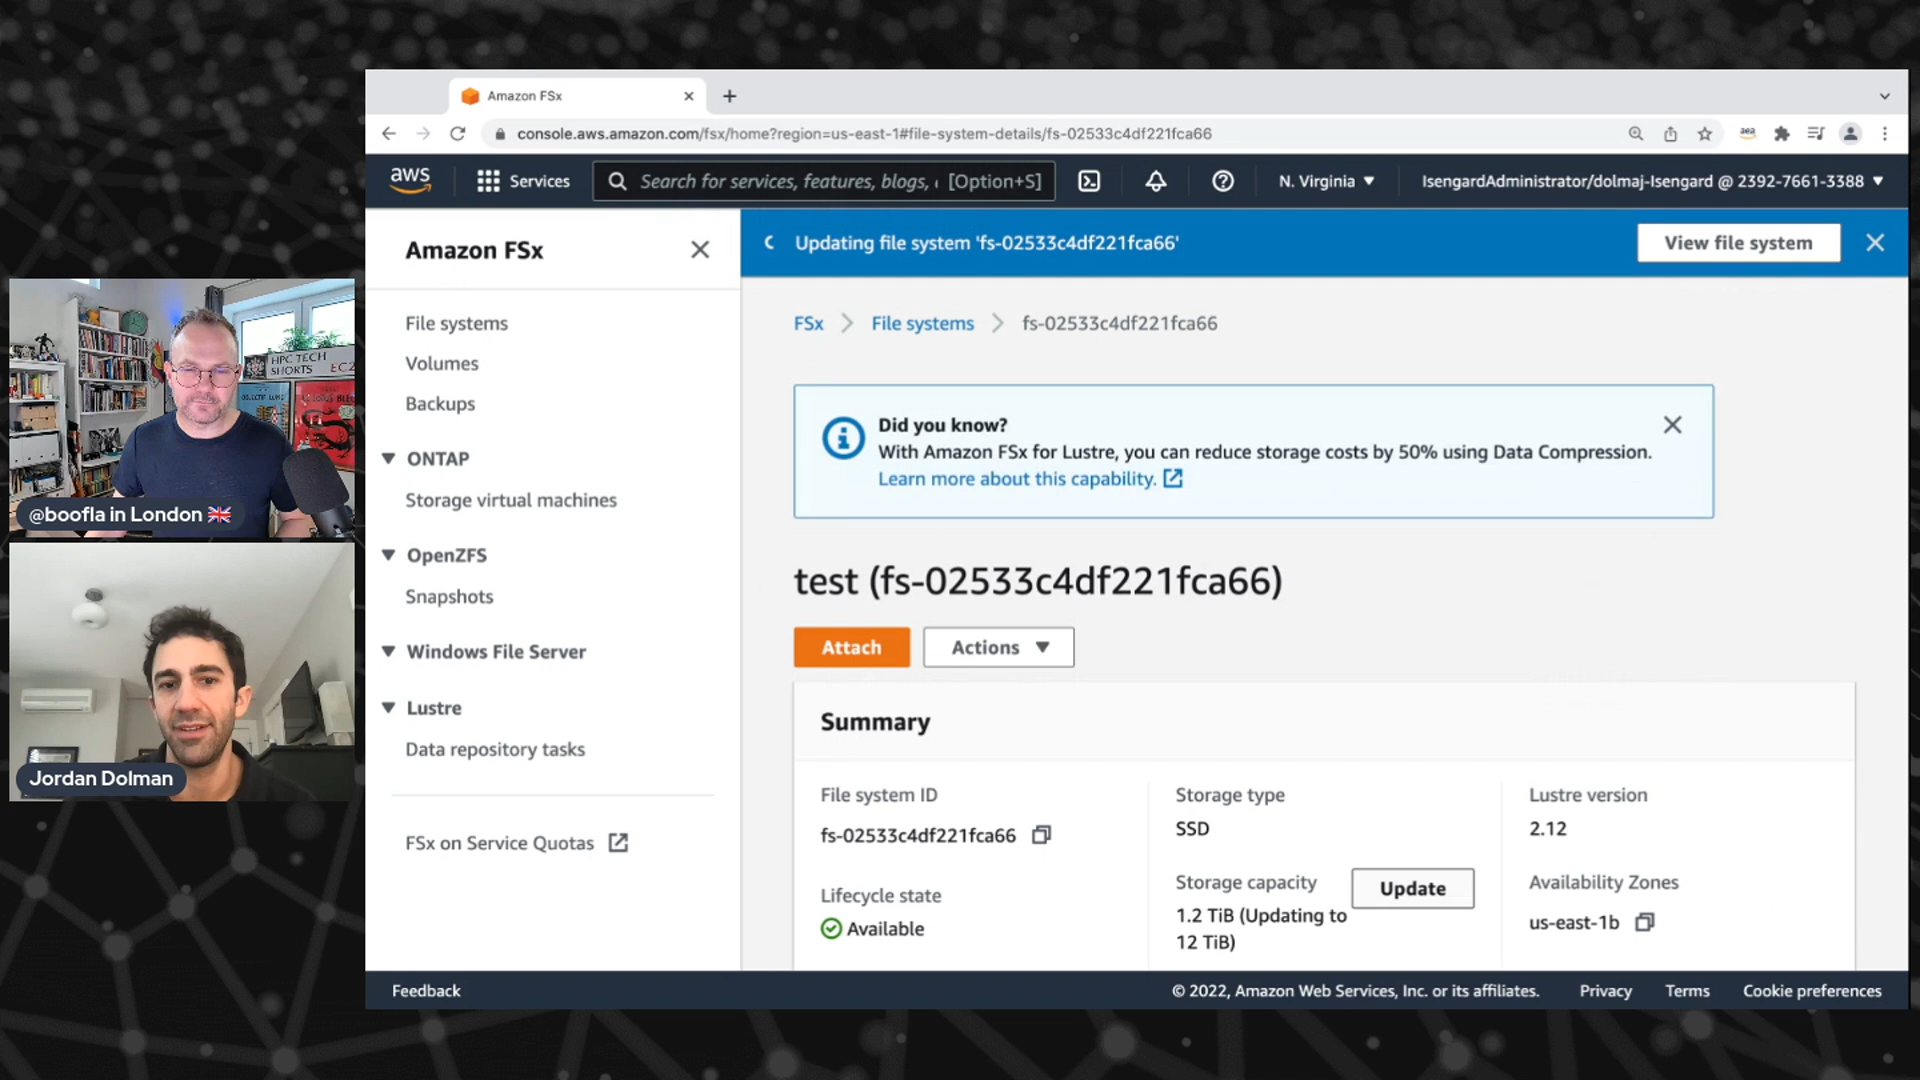 Amazon FSx
console.aws.amazon.com/fsx/home?region=us-east-1#file-system-details/fs-02533c4df221fca66
aws
Services
Search for services, features, blogs, [Option+S]
N. Virginia
IsengardAdministrator/dolmaj-Isengard @ 2392-7661-3388
Amazon FSx
File systems
Volumes
Backups
ONTAP
Storage virtual machines
OpenZFS
Snapshots
Windows File Server
Lustre
Data repository tasks
FSx on Service Quotas
Updating file system 'fs-02533c4df221fca66'
View file system
FSx > File systems > fs-02533c4df221fca66
Did you know?
With Amazon FSx for Lustre, you can reduce storage costs by 50% using Data Compression.
Learn more about this capability.
test (fs-02533c4df221fca66)
Attach
Actions
Summary
File system ID
fs-02533c4df221fca66
Lifecycle state
Available
Storage type
SSD
Storage capacity
Update
1.2 TiB (Updating to
12 TiB)
Lustre version
2.12
Availability Zones
us-east-1b
Feedback
© 2022, Amazon Web Services, Inc. or its affiliates.
Privacy
Terms
Cookie preferences
HPC TECH
SHORTS EC2
OBJECTIF LUNE
@boofla in London
Jordan Dolman